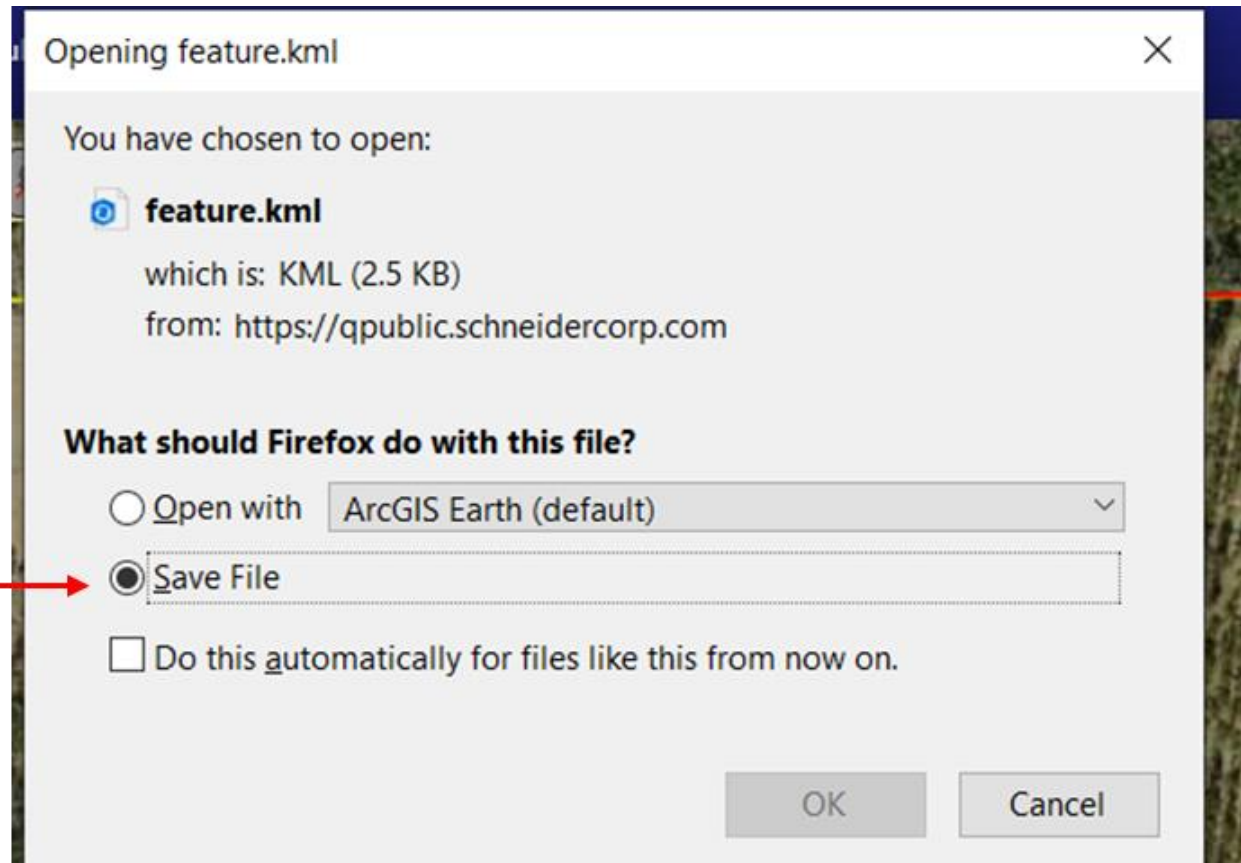 Opening feature.kml
You have chosen to open:
feature.kml
which is: KML (2.5 KB)
from: https://qpublic.schneidercorp.com
What should Firefox do with this file?
Open with ArcGIS Earth (default)
Save File
Do this automatically for files like this from now on.
OK Cancel